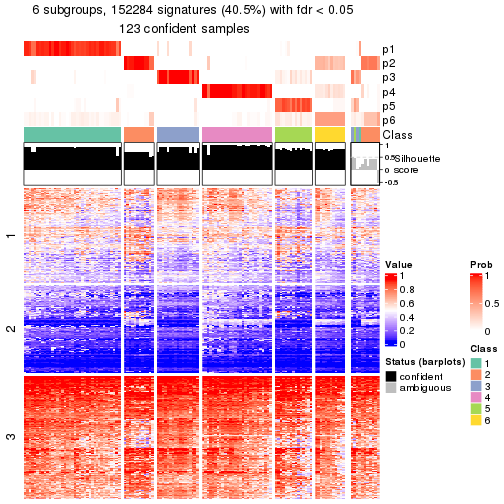 6 subgroups, 152284 signatures (40.5%) with fdr < 0.05
123 confident samples
p1
p2
p3
p4
p5
p6
Class
1
0.5
0
-0.5
Silhouette
score
1
2
3
Value
1
0.8
0.6
0.4
0.2
0
Prob
1
0.5
0
Status (barplots)
confident
ambiguous
Class
1
2
3
4
5
6